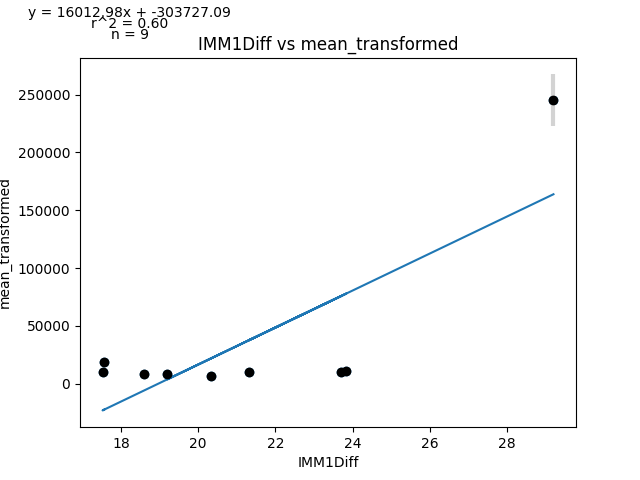 y = 16012.98x + -303727.09
r^2 = 0.60
n = 9
IMM1Diff vs mean_transformed
250000
200000
150000
100000
50000
0
mean_transformed
18 20 22 24 26 28
IMM1Diff